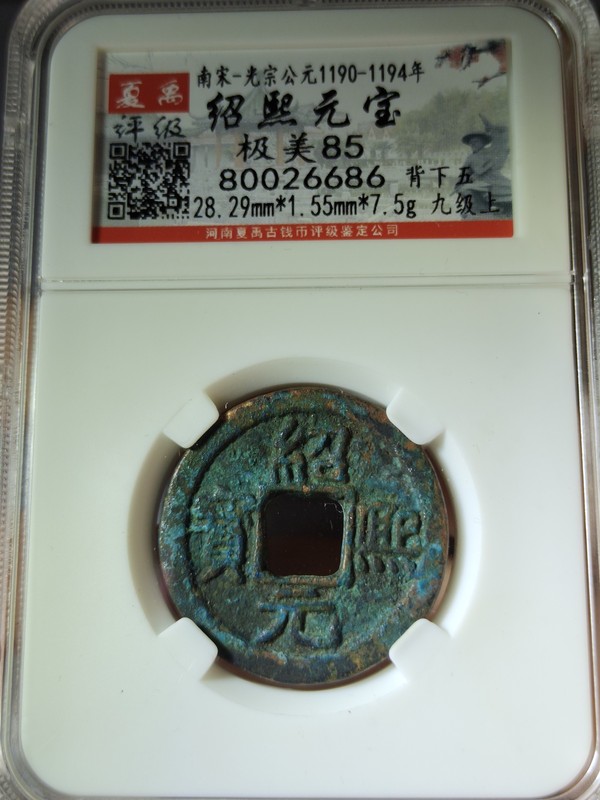 夏禹
评级
南宋-光宗公元1190-1194年
绍熙元宝
极美85
80026686 背下五
28.29mm*1.55mm*7.5g 九级上
河南夏禹古钱币评级鉴定公司
紹
寶 熙
元